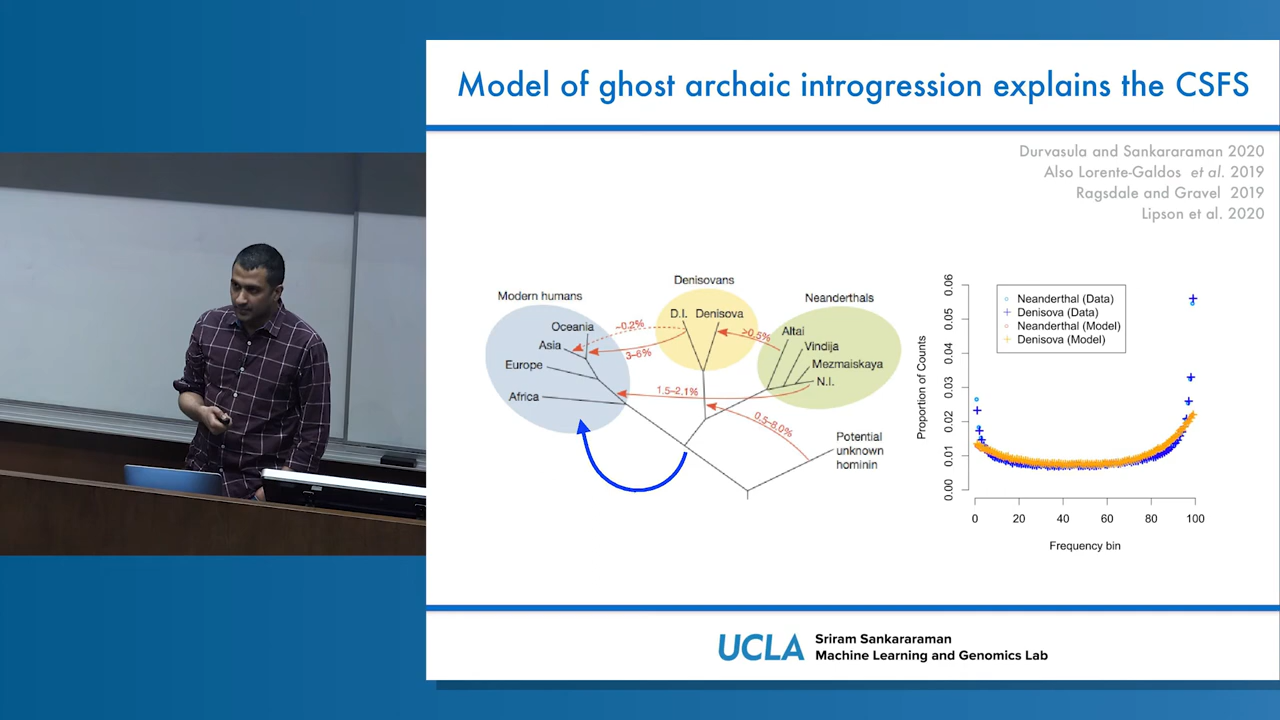 Model of ghost archaic introgression explains the CSFS
Durvasula and Sankararaman 2020
Also Lorente-Galdos et al. 2019
Ragsdale and Gravel 2019
Lipson et al. 2020
Modern humans
Oceania
Asia
Europe
Africa
Denisovans
D.I. Denisova
Neanderthals
Altai
Vindija
Mezmaiskaya
N.I.
~0.2%
3–6%
≥0.5%
1.5–2.1%
0.5–8.0%
Potential
unknown
hominin
Neanderthal (Data)
Denisova (Data)
Neanderthal (Model)
Denisova (Model)
Proportion of Counts
0.06
0.05
0.04
0.03
0.02
0.01
0.00
0 20 40 60 80 100
Frequency bin
UCLA
Sriram Sankararaman
Machine Learning and Genomics Lab